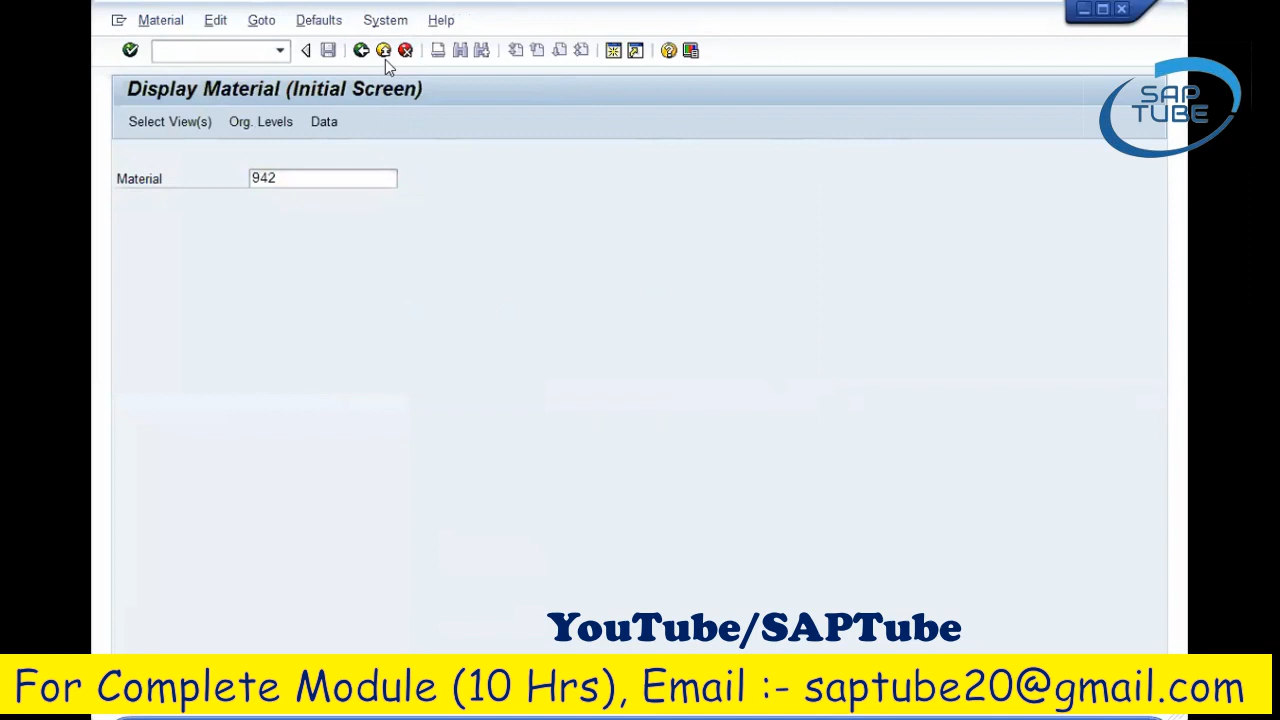 Material Edit Goto Defaults System Help
Display Material (Initial Screen)
SAP
TUBE
Select View(s) Org. Levels Data
Material 942
YouTube/SAPTube
For Complete Module (10 Hrs), Email :- saptube20@gmail.com